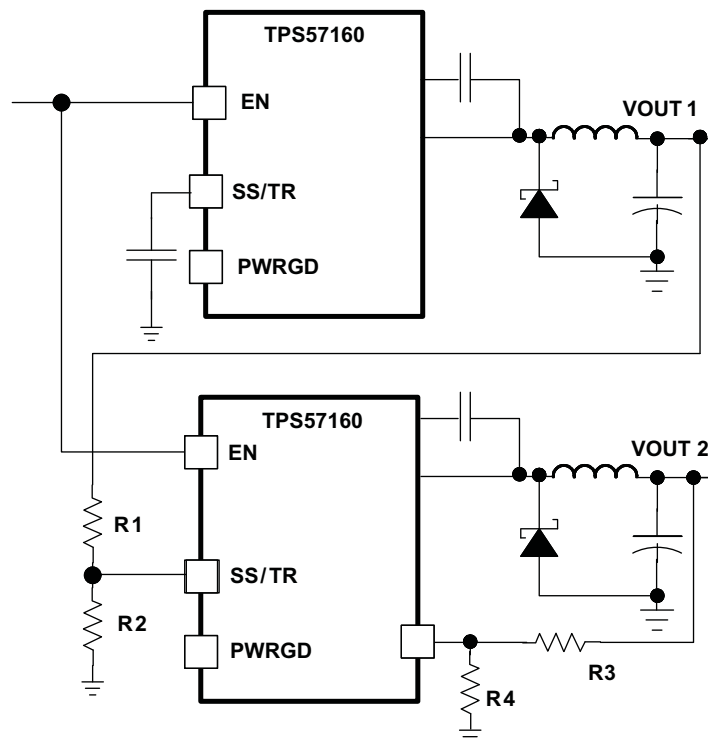 TPS57160
EN
VOUT 1
SS/TR
PWRGD
TPS57160
EN
VOUT 2
R1
SS/TR
R2
PWRGD
R3
R4